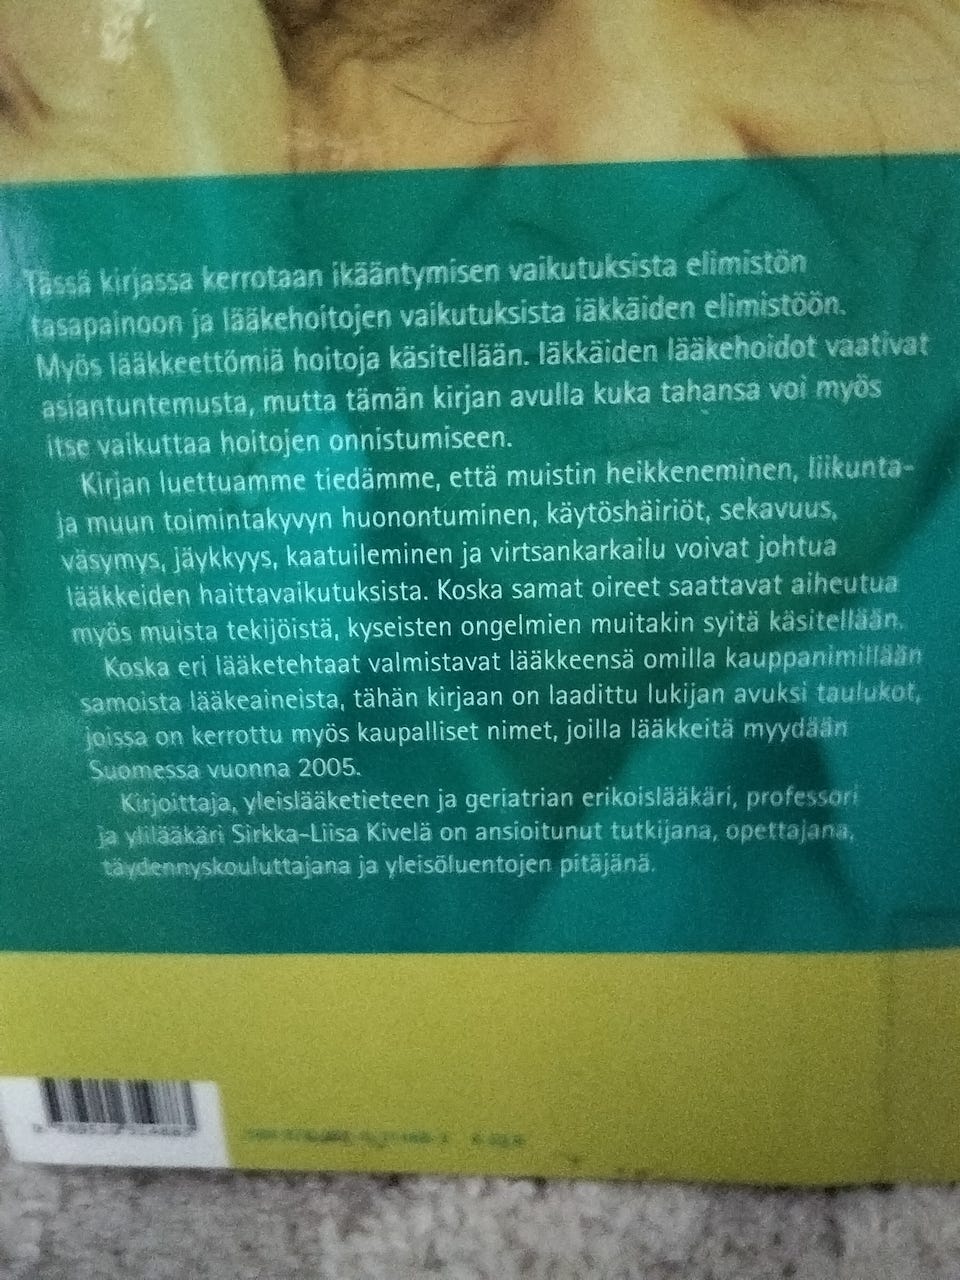 Tässä kirjassa kerrotaan ikääntymisen vaikutuksista elimistön
tasapainoon ja lääkehoitojen vaikutuksista iäkkäiden elimistöön.
Myös lääkkeettömiä hoitoja käsitellään. Iäkkäiden lääkehoidot vaativat
asiantuntemusta, mutta tämän kirjan avulla kuka tahansa voi myös
itse vaikuttaa hoitojen onnistumiseen.
Kirjan luettuamme tiedämme, että muistin heikkeneminen, liikunta-
ja muun toimintakyvyn huonontuminen, käytöshäiriöt, sekavuus,
väsymys, jäykkyys, kaatuileminen ja virtsankarkailu voivat johtua
lääkkeiden haittavaikutuksista. Koska samat oireet saattavat aiheutua
myös muista tekijöistä, kyseisten ongelmien muitakin syitä käsitellään.
Koska eri lääketehtaat valmistavat lääkkeensä omilla kauppanimillään
samoista lääkeaineista, tähän kirjaan on laadittu lukijan avuksi taulukot,
joissa on kerrottu myös kaupalliset nimet, joilla lääkkeitä myydään
Suomessa vuonna 2005.
Kirjoittaja, yleislääketieteen ja geriatrian erikoislääkäri, professori
ja ylilääkäri Sirkka-Liisa Kivelä on ansioitunut tutkijana, opettajana,
täydennyskouluttajana ja yleisöluentojen pitäjänä.